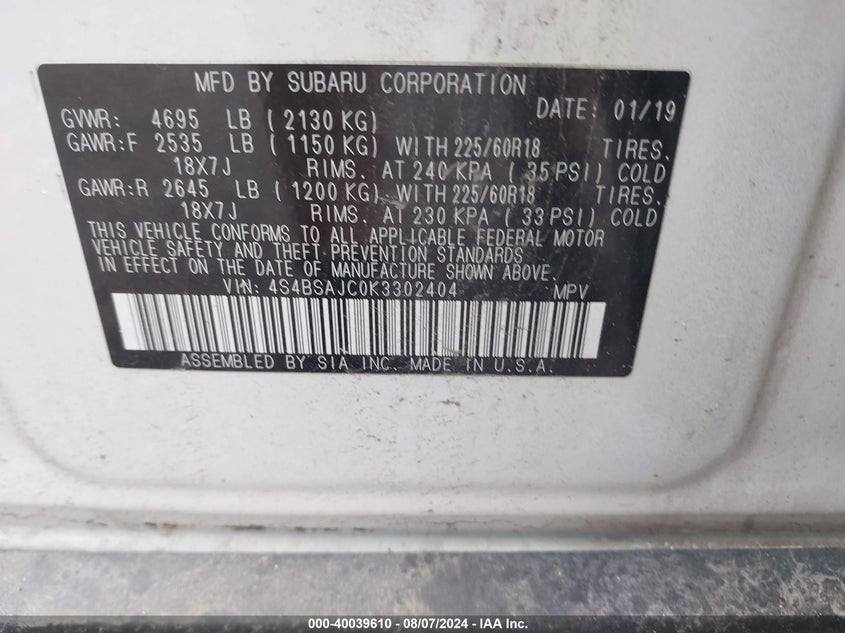 MFD BY SUBARU CORPORATION
DATE: 01/19
GVWR: 4695 LB ( 2130 KG)
GAWR:F 2535 LB ( 1150 KG) WITH 225/60R18 TIRES.
18X7J RIMS. AT 240 KPA ( 35 PSI) COLD
GAWR:R 2645 LB ( 1200 KG) WITH 225/60R18 TIRES.
18X7J RIMS. AT 230 KPA ( 33 PSI) COLD
THIS VEHICLE CONFORMS TO ALL APPLICABLE FEDERAL MOTOR
VEHICLE SAFETY AND THEFT PREVENTION STANDARDS
IN EFFECT ON THE DATE OF MANUFACTURE SHOWN ABOVE.
VIN: 4S4BSAJC0K3302404 MPV
ASSEMBLED BY SIA INC. MADE IN U.S.A.
000-40039610 - 08/07/2024 - IAA Inc.